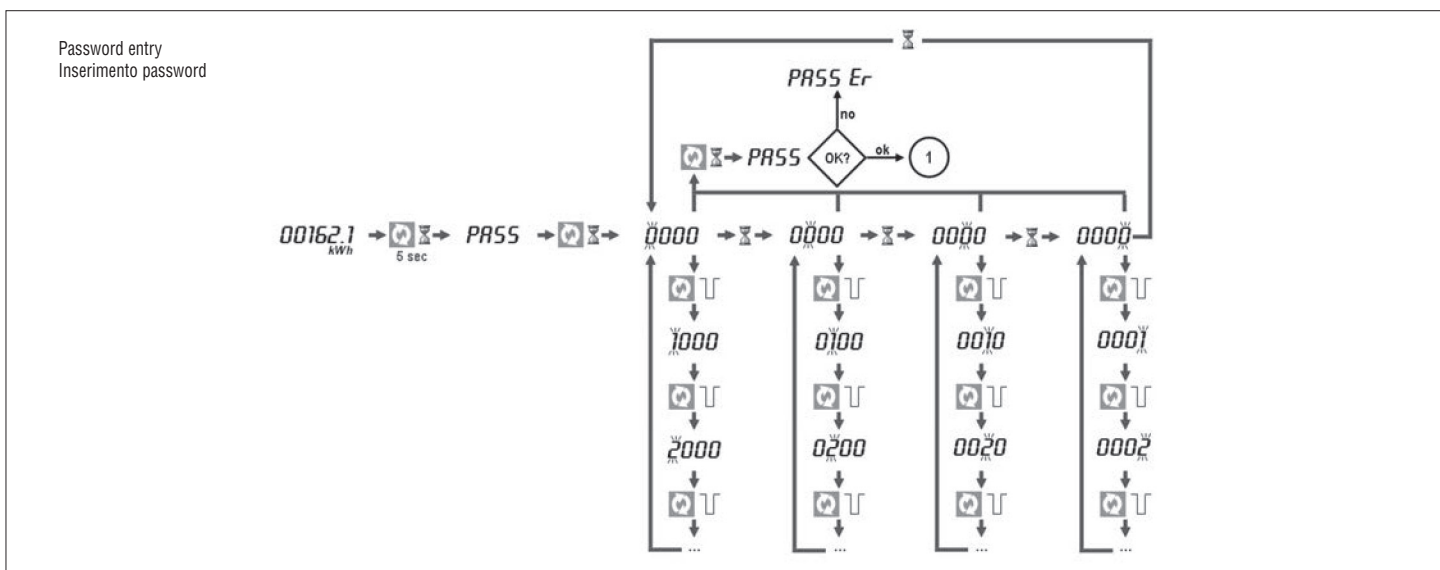 Password entry
Inserimento password
PASS Er
no
PASS
OK?
ok
1
00162.1
kWh
5 sec
PASS
0000
0000
0000
0000
1000
0100
0010
0001
2000
0200
0020
0002
...
...
...
...